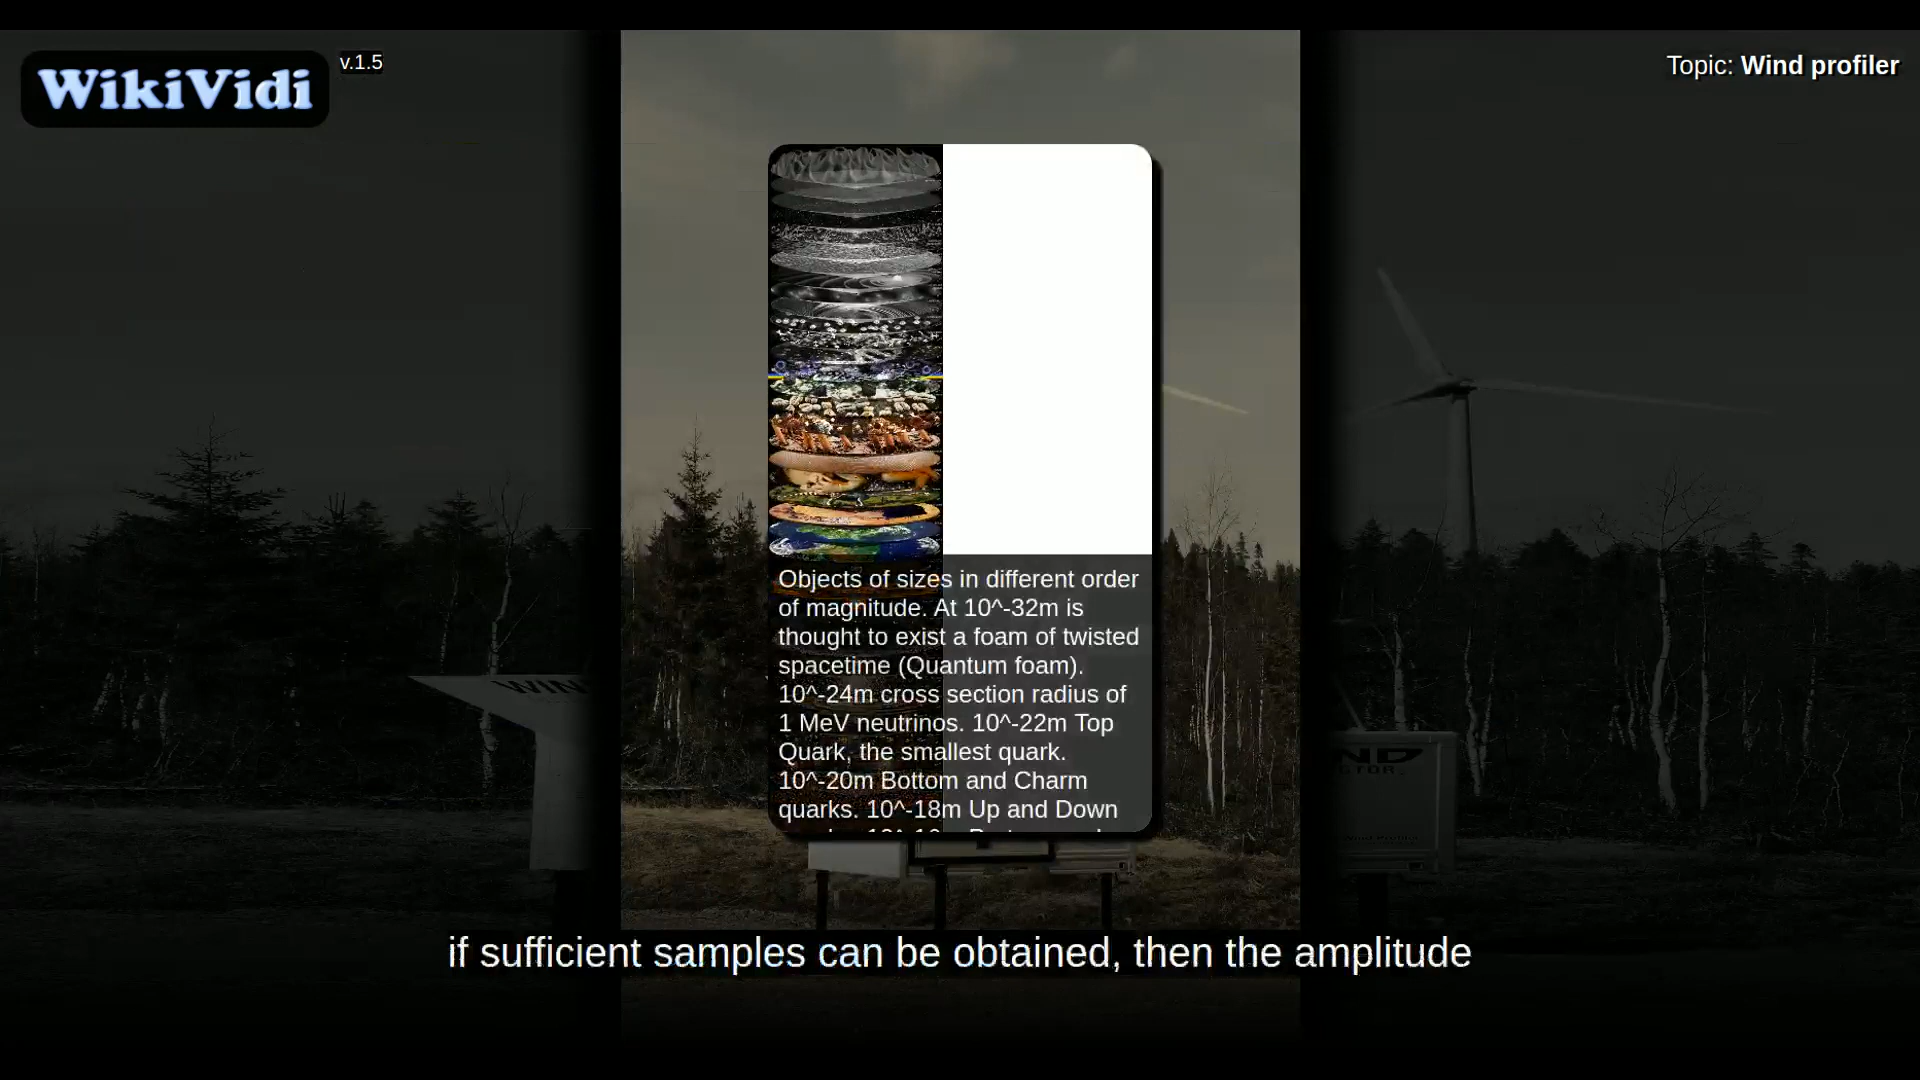 WikiVidi
v.1.5
Topic: Wind profiler
Objects of sizes in different order
of magnitude. At 10^-32m is
thought to exist a foam of twisted
spacetime (Quantum foam).
10^-24m cross section radius of
1 MeV neutrinos. 10^-22m Top
Quark, the smallest quark.
10^-20m Bottom and Charm
quarks. 10^-18m Up and Down
WIN
ND
if sufficient samples can be obtained, then the amplitude